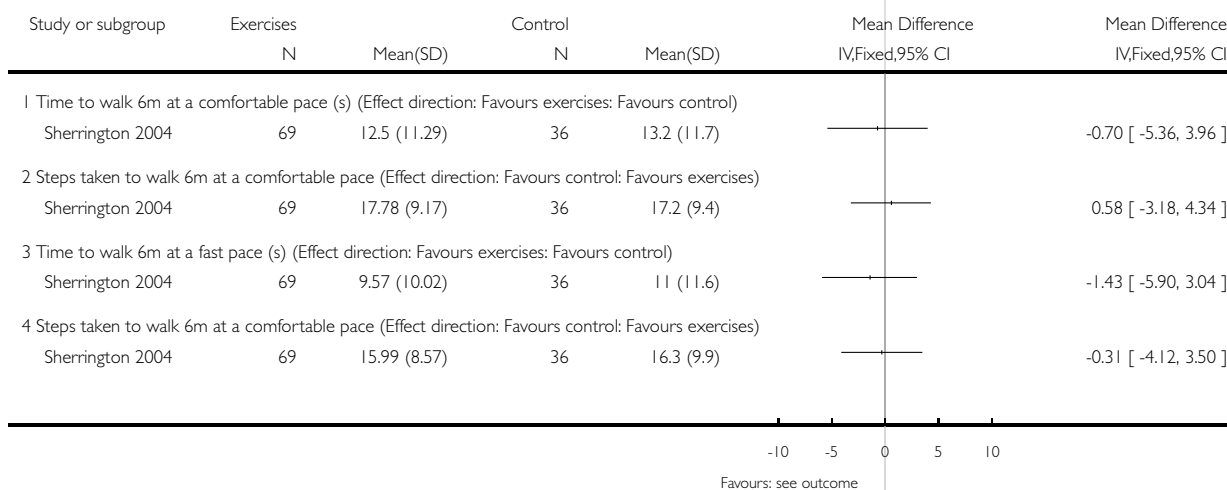 Study or subgroup Exercises Control Mean Difference Mean Difference
N Mean(SD) N Mean(SD) IV,Fixed,95% CI IV,Fixed,95% CI
1 Time to walk 6m at a comfortable pace (s) (Effect direction: Favours exercises: Favours control)
Sherrington 2004 69 12.5 (11.29) 36 13.2 (11.7) -0.70 [ -5.36, 3.96 ]
2 Steps taken to walk 6m at a comfortable pace (Effect direction: Favours control: Favours exercises)
Sherrington 2004 69 17.78 (9.17) 36 17.2 (9.4) 0.58 [ -3.18, 4.34 ]
3 Time to walk 6m at a fast pace (s) (Effect direction: Favours exercises: Favours control)
Sherrington 2004 69 9.57 (10.02) 36 11 (11.6) -1.43 [ -5.90, 3.04 ]
4 Steps taken to walk 6m at a comfortable pace (Effect direction: Favours control: Favours exercises)
Sherrington 2004 69 15.99 (8.57) 36 16.3 (9.9) -0.31 [ -4.12, 3.50 ]
-10 -5 0 5 10
Favours: see outcome